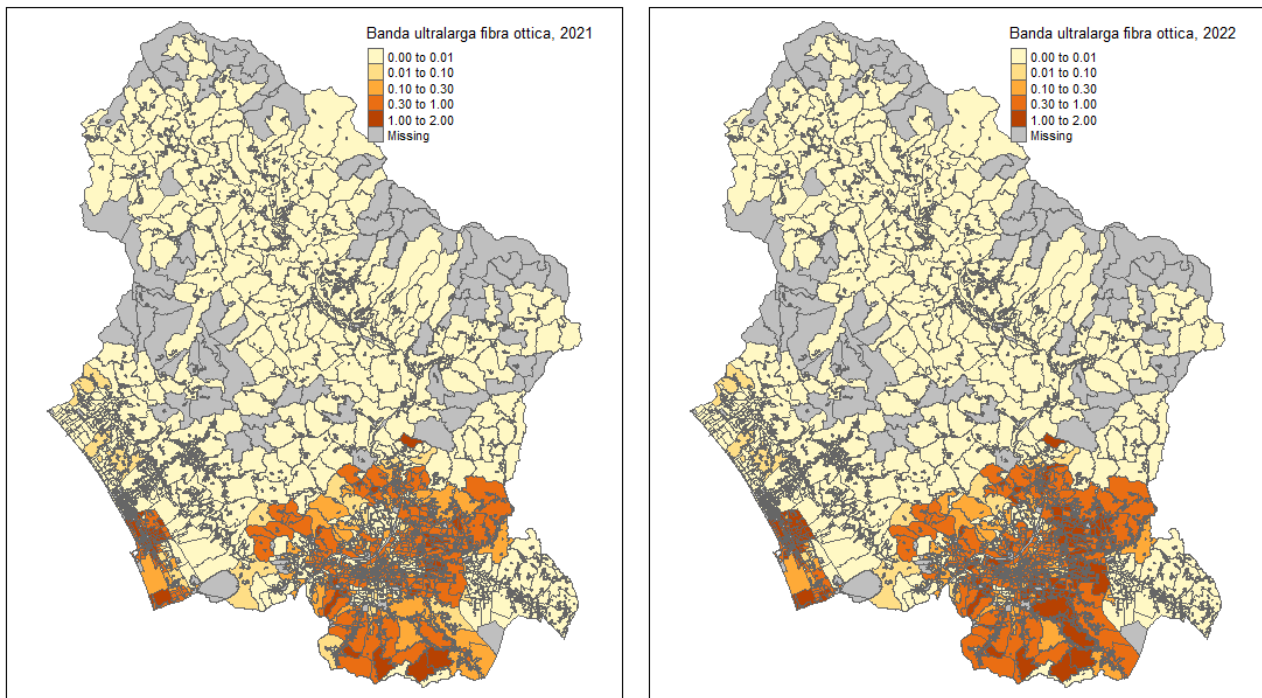 Banda ultralarga fibra ottica, 2021
0.00 to 0.01
0.01 to 0.10
0.10 to 0.30
0.30 to 1.00
1.00 to 2.00
Missing
Banda ultralarga fibra ottica, 2022
0.00 to 0.01
0.01 to 0.10
0.10 to 0.30
0.30 to 1.00
1.00 to 2.00
Missing